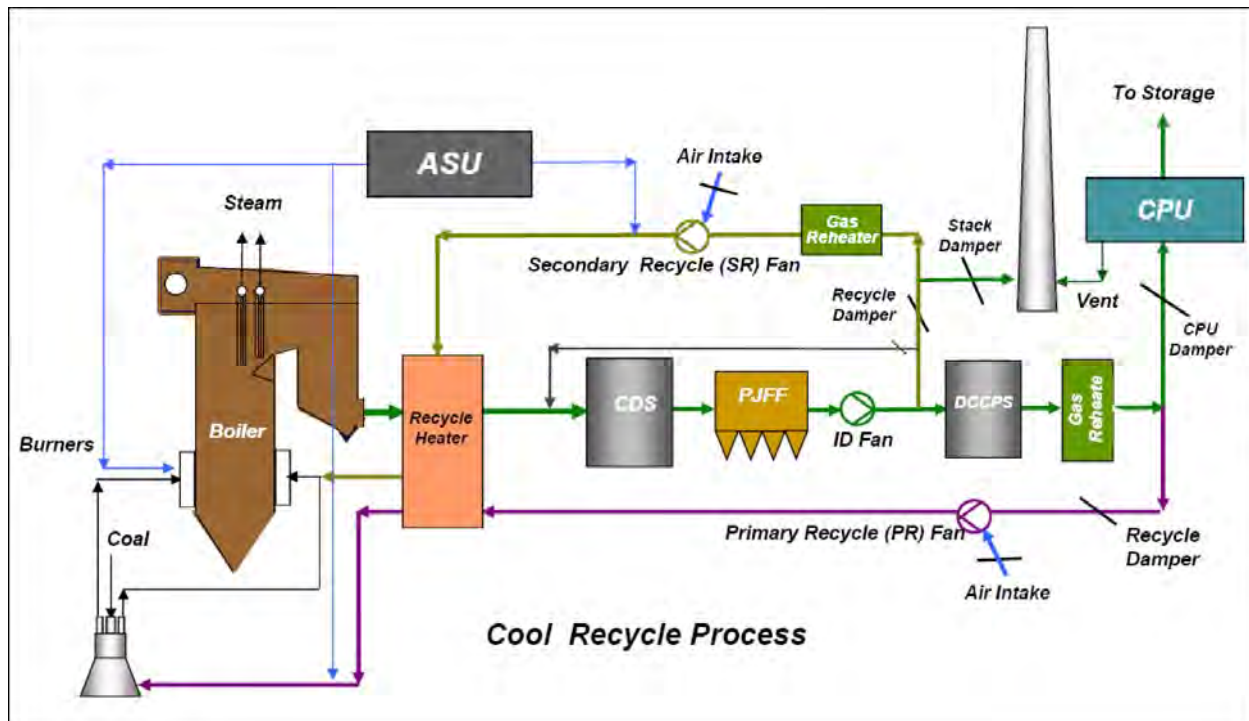 To Storage
ASU
Air Intake
CPU
Steam
Gas
Reheater
Stack
Damper
Secondary Recycle (SR) Fan
Vent
Recycle
Damper
CPU
Damper
CDS
PJFF
DCCPS
Gas
Reheate
Recycle
Heater
Boiler
ID Fan
Burners
Primary Recycle (PR) Fan
Recycle
Damper
Coal
Air Intake
Cool Recycle Process